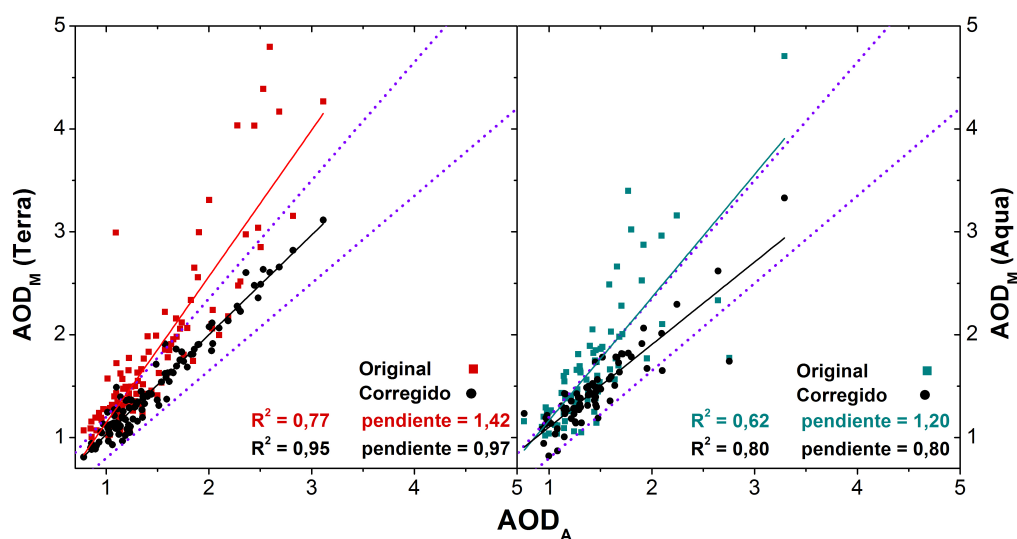 5
5
4
4
3
3
2
2
1
1
AOD_M (Terra)
AOD_M (Aqua)
Original
Corregido
R² = 0,77 pendiente = 1,42
R² = 0,95 pendiente = 0,97
Original
Corregido
R² = 0,62 pendiente = 1,20
R² = 0,80 pendiente = 0,80
1 2 3 4 5 1 2 3 4 5
AOD_A